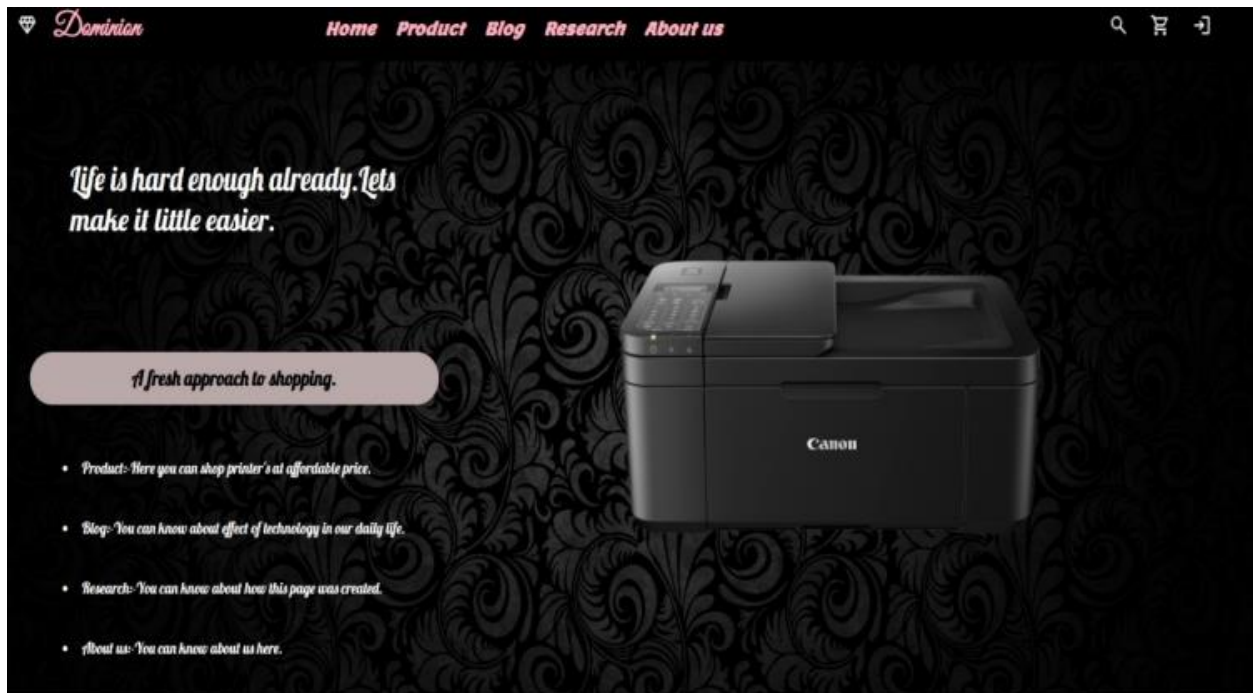 Dominion
Home Product Blog Research About us
Life is hard enough already.Lets
make it little easier.
A fresh approach to shopping.
Product:-Here you can shop printer's at affordable price.
Blog:-You can know about effect of technology in our daily life.
Research:-You can know about how this page was created.
About us:-You can know about us here.
Canon